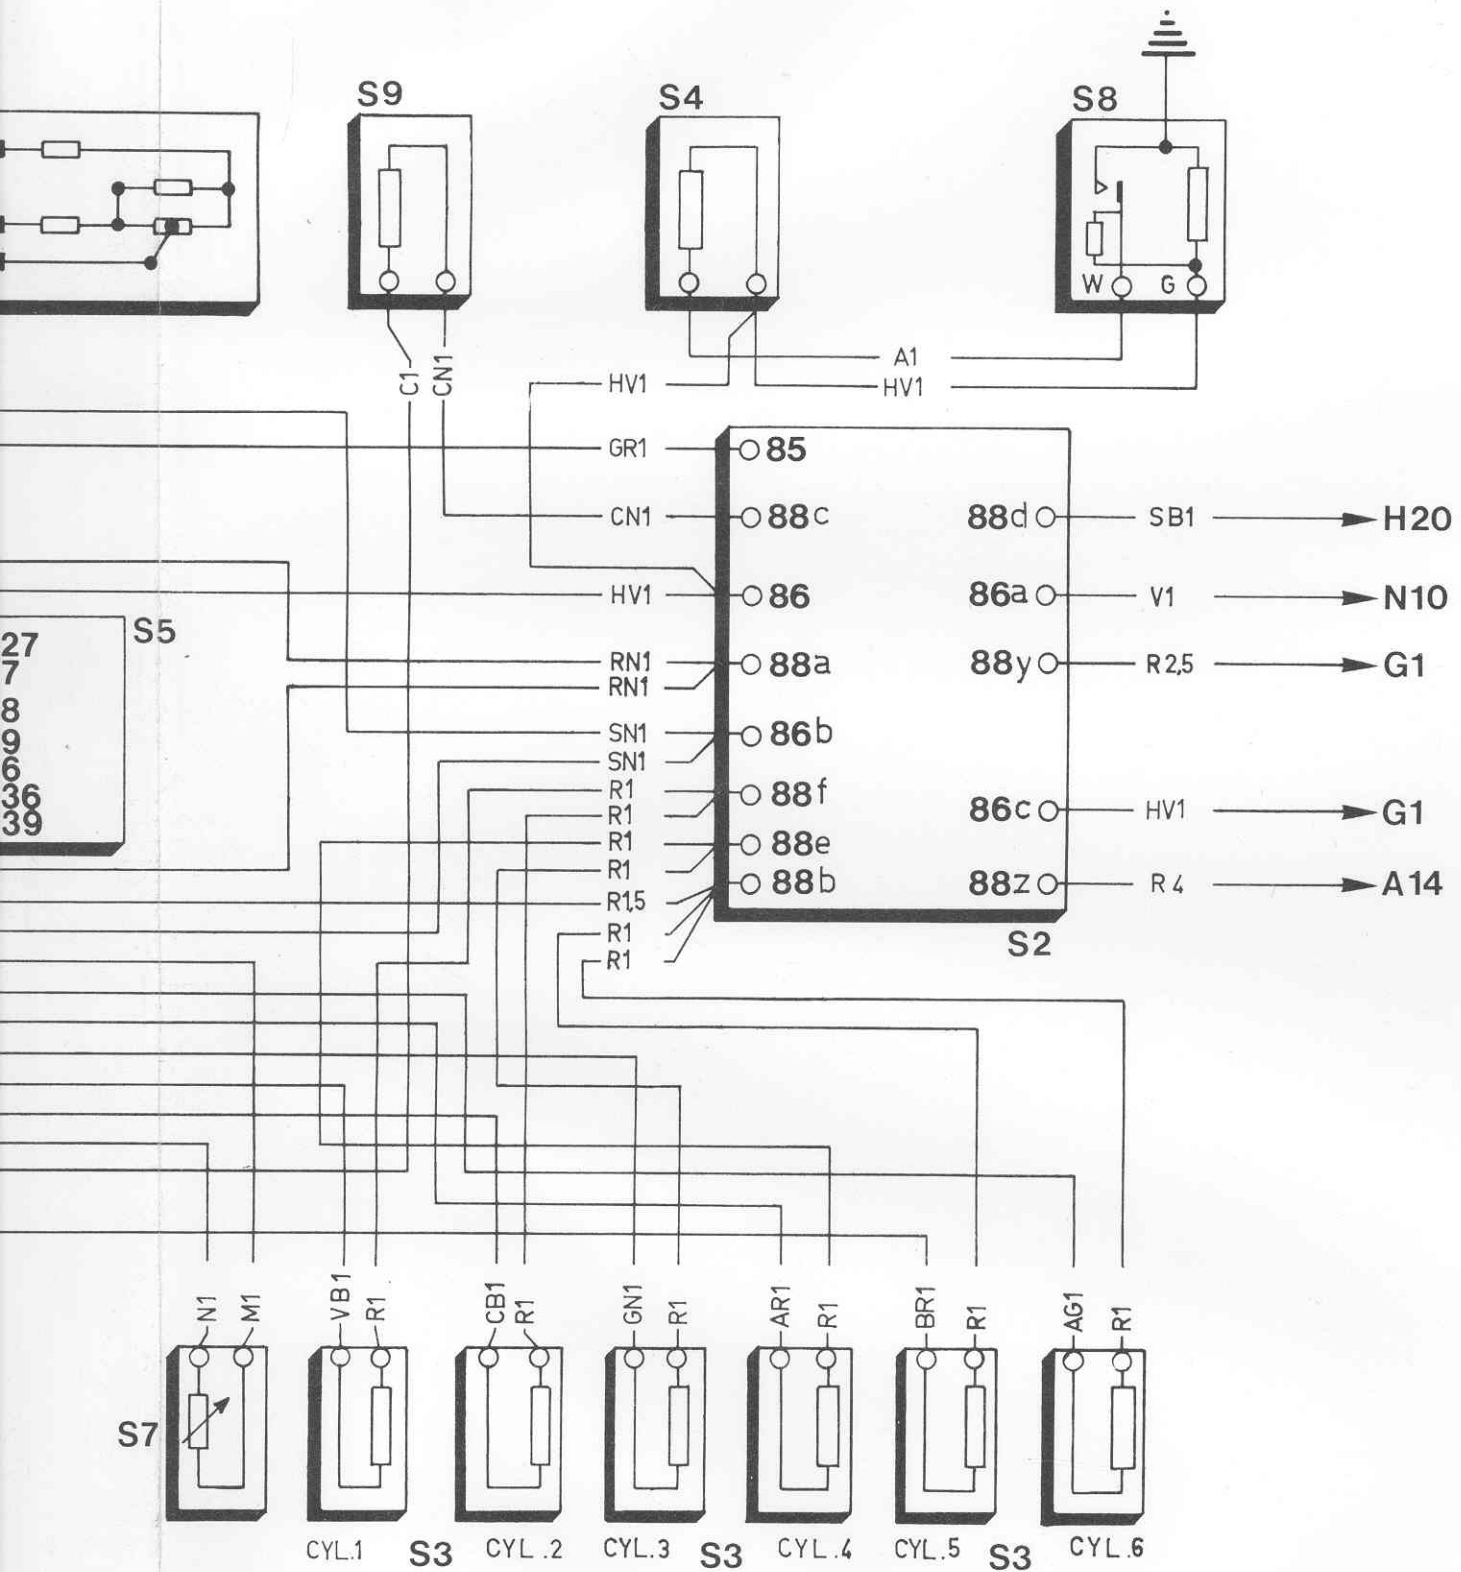 S9
S4
S8
W G
C1
CN1
A1
HV1
HV1
GR1
85
CN1
88c
88d
SB1
H20
HV1
86
86a
V1
N10
S5
27
7
8
9
6
36
39
RN1
RN1
88a
88y
R2,5
G1
SN1
SN1
86b
R1
R1
88f
86c
HV1
G1
R1
R1
88e
R1,5
88b
88z
R4
A14
R1
R1
S2
N1
M1
VB1
R1
CB1
R1
GN1
R1
AR1
R1
BR1
R1
AG1
R1
S7
CYL.1
S3
CYL.2
CYL.3
S3
CYL.4
CYL.5
S3
CYL.6